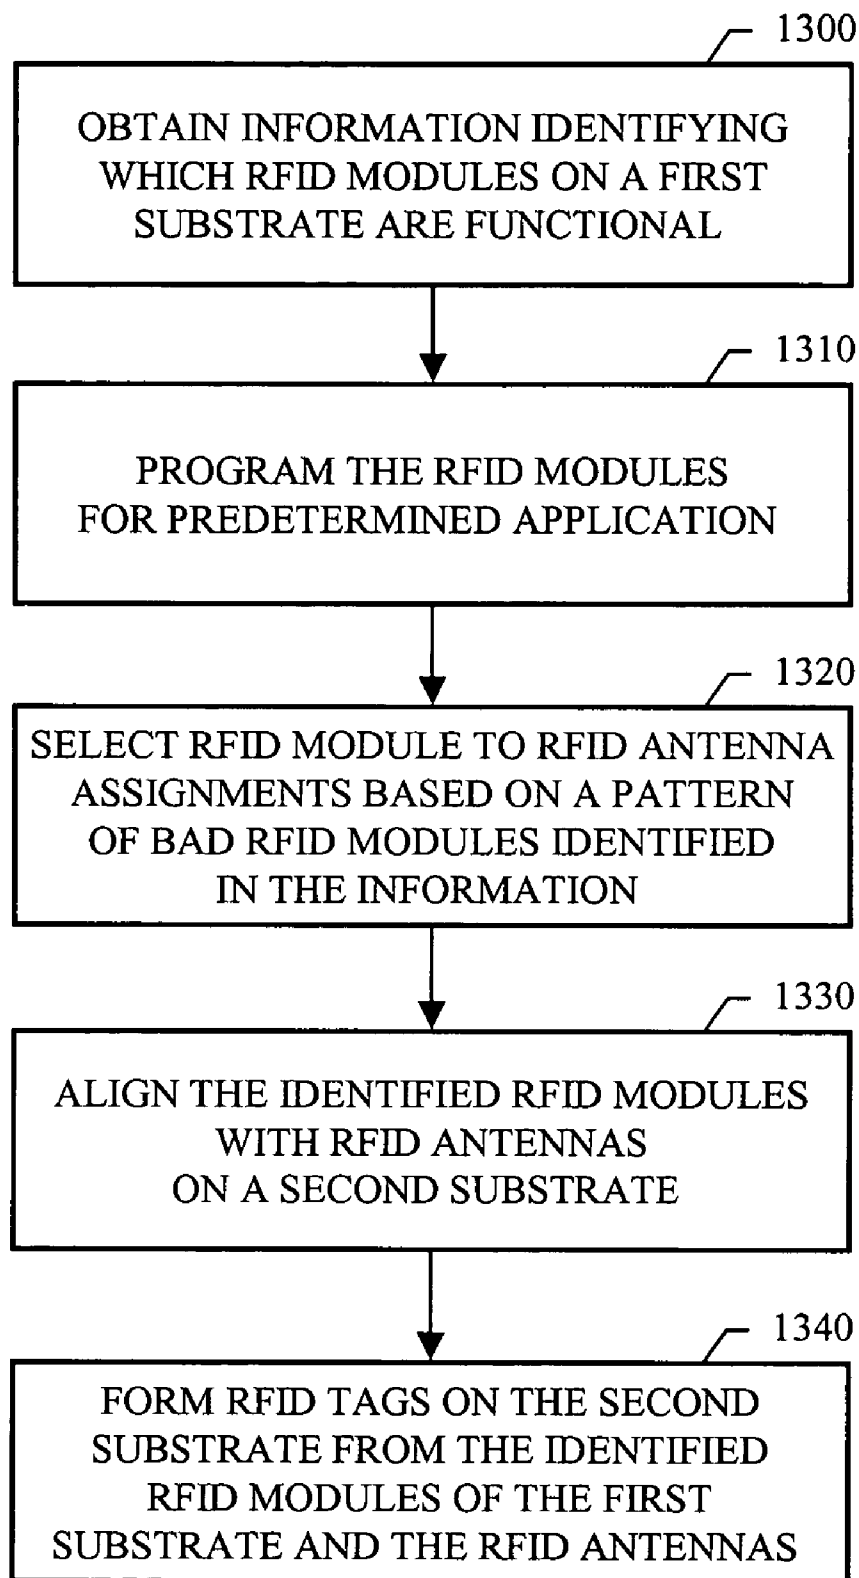 1300
OBTAIN INFORMATION IDENTIFYING
WHICH RFID MODULES ON A FIRST
SUBSTRATE ARE FUNCTIONAL
1310
PROGRAM THE RFID MODULES
FOR PREDETERMINED APPLICATION
1320
SELECT RFID MODULE TO RFID ANTENNA
ASSIGNMENTS BASED ON A PATTERN
OF BAD RFID MODULES IDENTIFIED
IN THE INFORMATION
1330
ALIGN THE IDENTIFIED RFID MODULES
WITH RFID ANTENNAS
ON A SECOND SUBSTRATE
1340
FORM RFID TAGS ON THE SECOND
SUBSTRATE FROM THE IDENTIFIED
RFID MODULES OF THE FIRST
SUBSTRATE AND THE RFID ANTENNAS